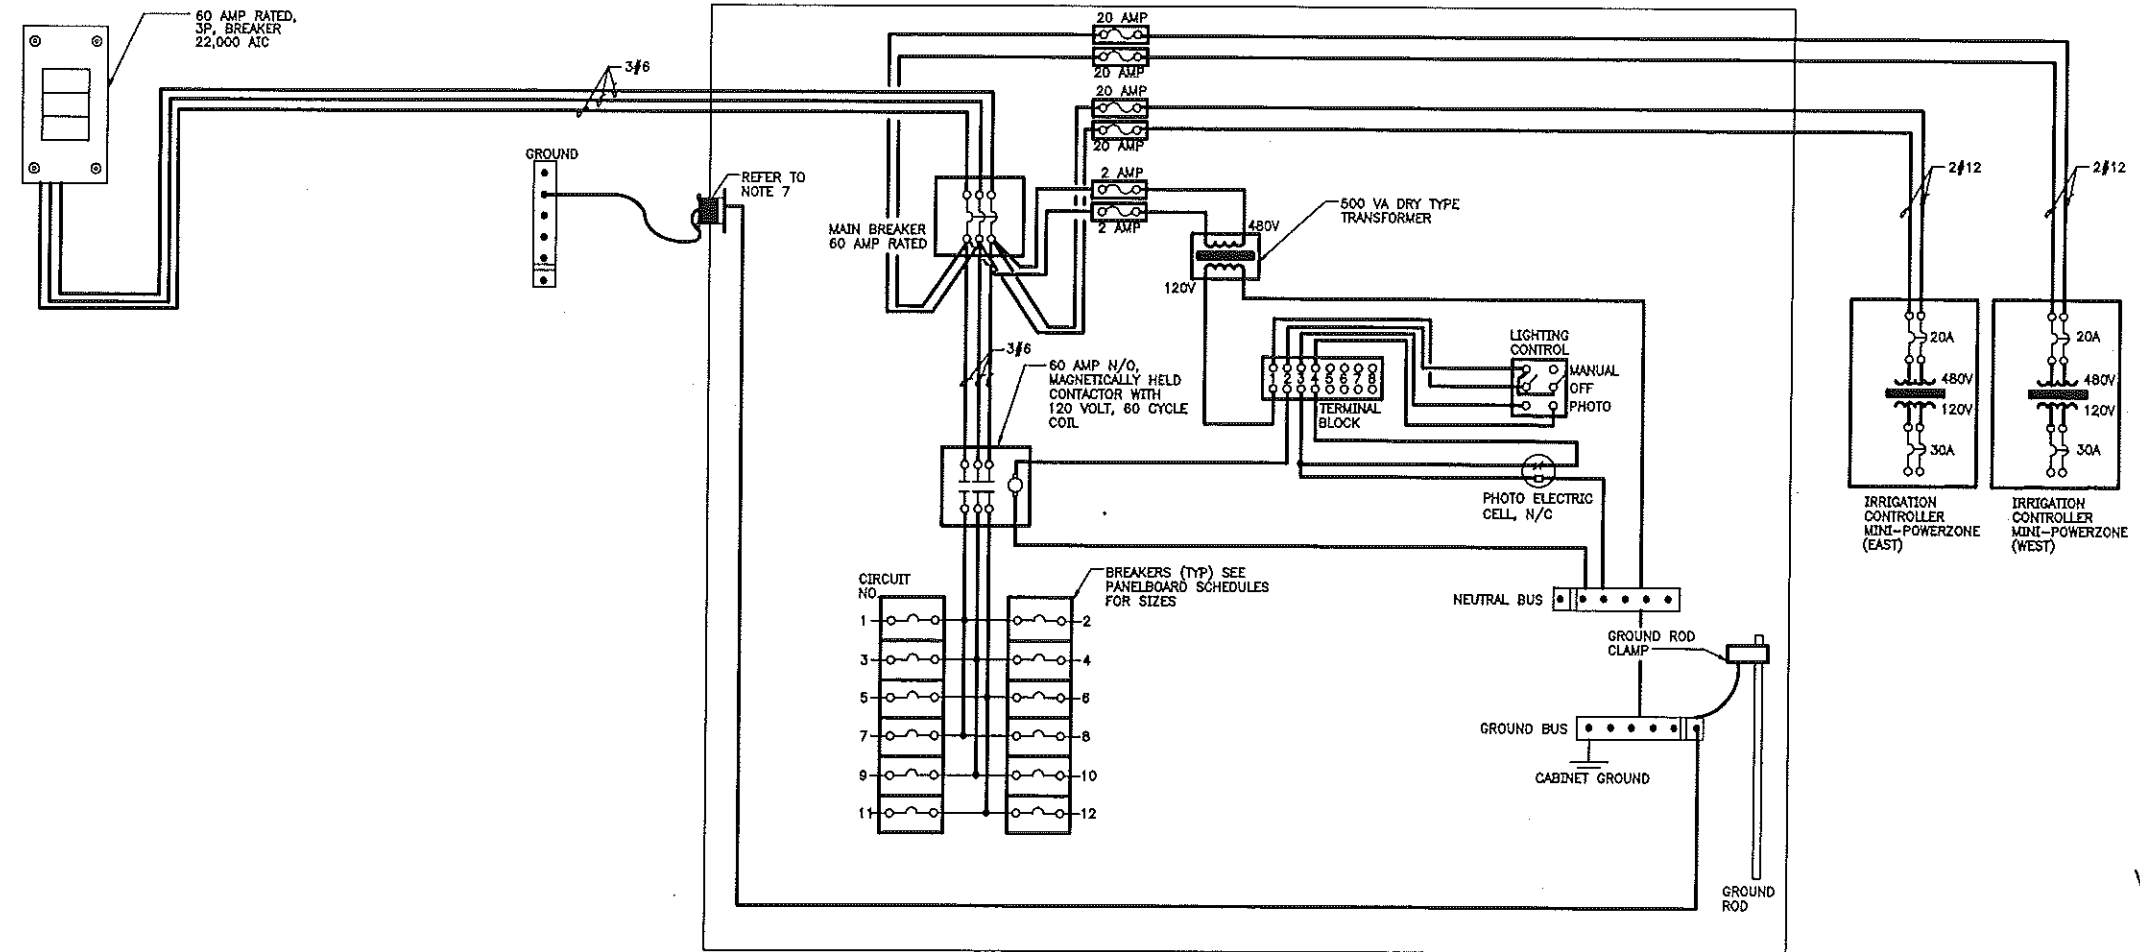 60 AMP RATED,
3P, BREAKER
22,000 AIC
3#6
GROUND
REFER TO
NOTE 7
20 AMP
20 AMP
20 AMP
20 AMP
2 AMP
2 AMP
MAIN BREAKER
60 AMP RATED
480V
120V
500 VA DRY TYPE
TRANSFORMER
2#12
2#12
3#6
60 AMP N/O,
MAGNETICALLY HELD
CONTACTOR WITH
120 VOLT, 60 CYCLE
COIL
1 2 3 4 5 6 7 8
TERMINAL
BLOCK
LIGHTING
CONTROL
MANUAL
OFF
PHOTO
PHOTO ELECTRIC
CELL, N/C
20A
480V
120V
30A
IRRIGATION
CONTROLLER
MINI-POWERZONE
(EAST)
20A
480V
120V
30A
IRRIGATION
CONTROLLER
MINI-POWERZONE
(WEST)
CIRCUIT
NO.
BREAKERS (TYP) SEE
PANELBOARD SCHEDULES
FOR SIZES
1 2
3 4
5 6
7 8
9 10
11 12
NEUTRAL BUS
GROUND ROD
CLAMP
GROUND BUS
CABINET GROUND
GROUND
ROD